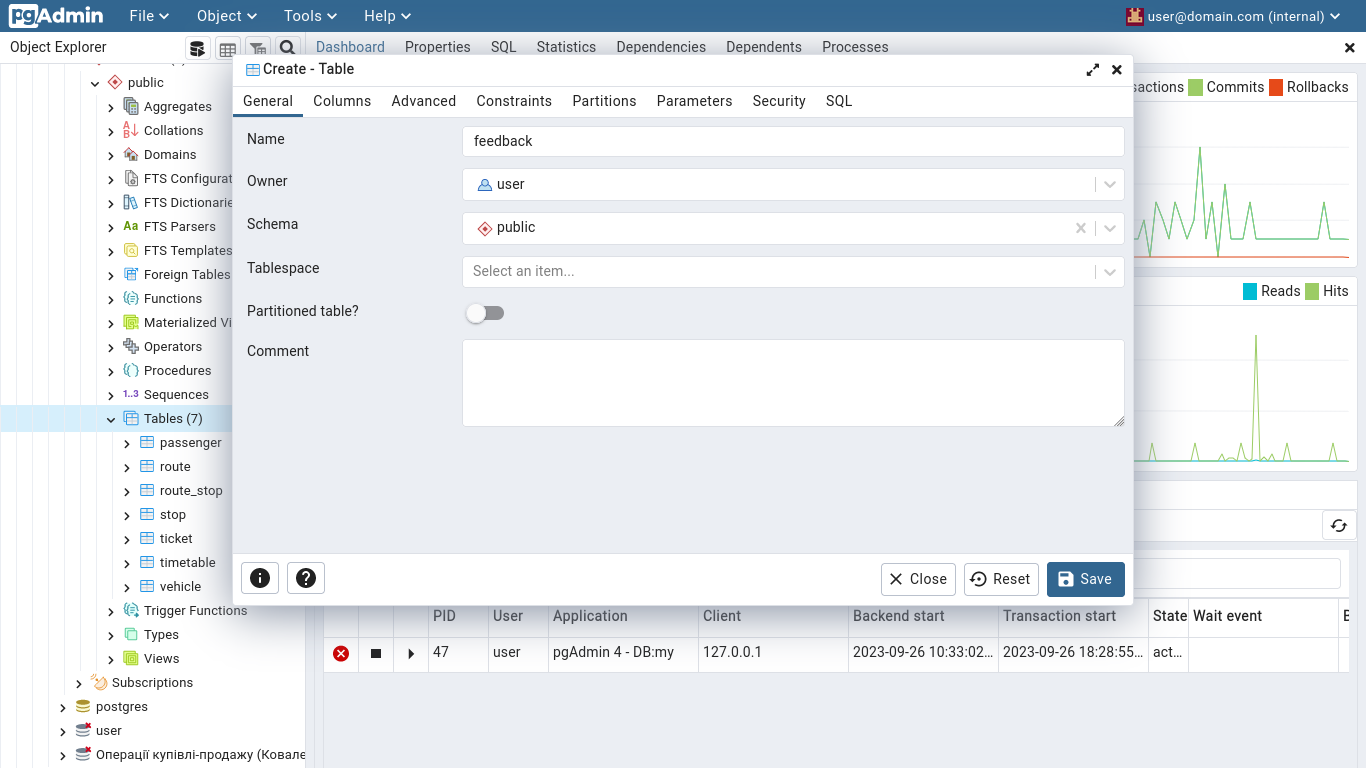 pgAdmin File Object Tools Help user@domain.com (internal)
Object Explorer
Dashboard Properties SQL Statistics Dependencies Dependents Processes
public
Aggregates
Collations
Domains
FTS Configurat
FTS Dictionarie
FTS Parsers
FTS Templates
Foreign Tables
Functions
Materialized Vi
Operators
Procedures
1..3 Sequences
Tables (7)
passenger
route
route_stop
stop
ticket
timetable
vehicle
Trigger Functions
Types
Views
Subscriptions
postgres
user
Операції купівлі-продажу (Ковале
Create - Table
General Columns Advanced Constraints Partitions Parameters Security SQL
Name feedback
Owner user
Schema public
Tablespace Select an item...
Partitioned table?
Comment
Close Reset Save
sactions Commits Rollbacks
Reads Hits
PID User Application Client Backend start Transaction start State Wait event
47 user pgAdmin 4 - DB:my 127.0.0.1 2023-09-26 10:33:02... 2023-09-26 18:28:55... act...